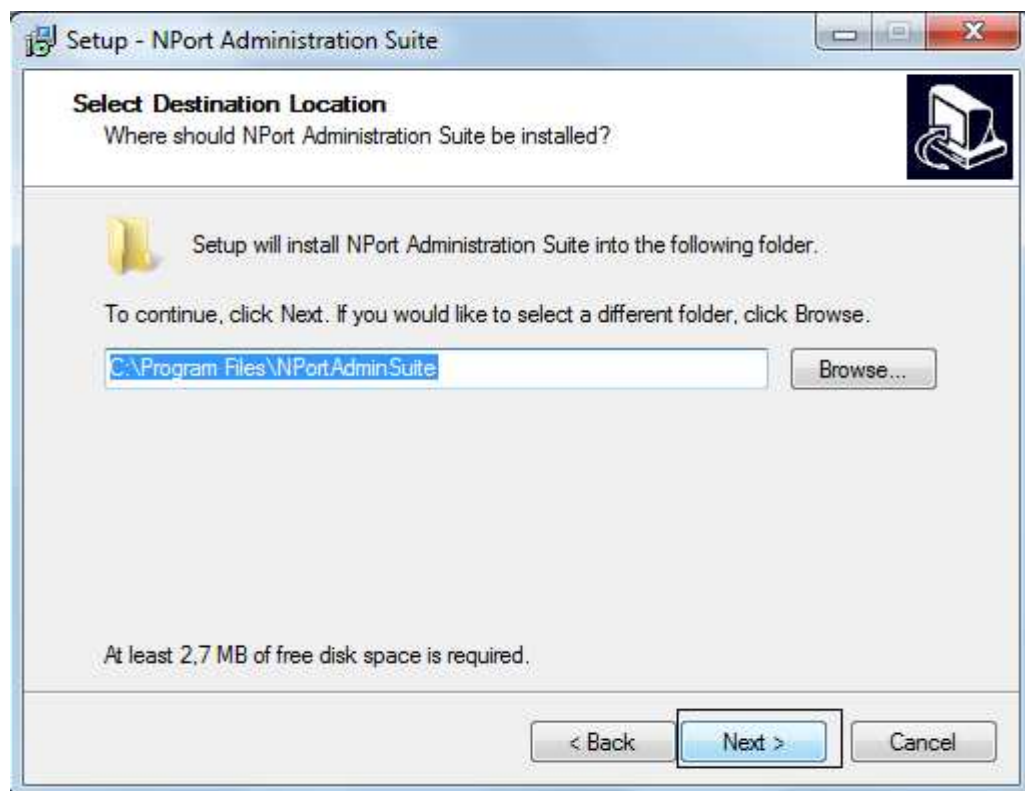 Setup - NPort Administration Suite
Select Destination Location
Where should NPort Administration Suite be installed?
Setup will install NPort Administration Suite into the following folder.
To continue, click Next. If you would like to select a different folder, click Browse.
C:\Program Files\NPortAdminSuite
Browse...
At least 2,7 MB of free disk space is required.
< Back
Next >
Cancel